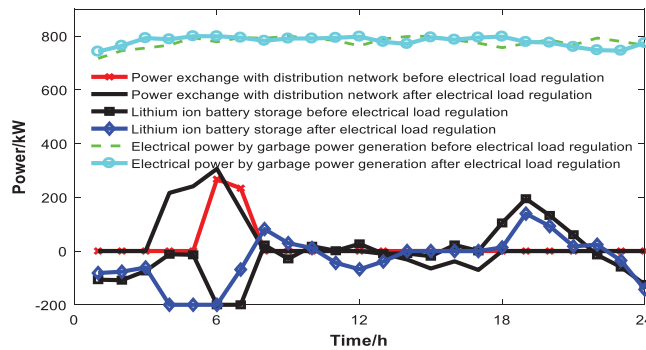 800
600
400
200
0
-200
Power/kW
Power exchange with distribution network before electrical load regulation
Power exchange with distribution network after electrical load regulation
Lithium ion battery storage before electrical load regulation
Lithium ion battery storage after electrical load regulation
Electrical power by garbage power generation before electrical load regulation
Electrical power by garbage power generation after electrical load regulation
0 6 12 18 24
Time/h